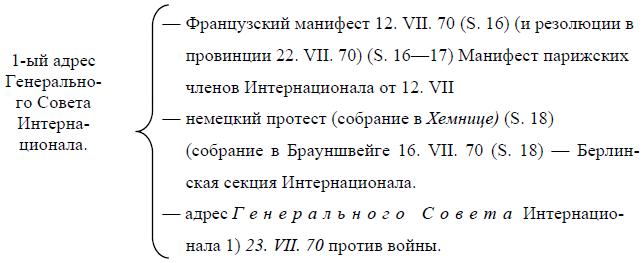 1-ый адрес
Генерально-
го Совета
Интерна-
ционала.
— Французский манифест 12. VII. 70 (S. 16) (и резолюции в
провинции 22. VII. 70) (S. 16—17) Манифест парижских
членов Интернационала от 12. VII
— немецкий протест (собрание в Хемнице) (S. 18)
(собрание в Брауншвейге 16. VII. 70 (S. 18) — Берлин-
ская секция Интернационала.
— адрес Генерального Совета Интернацио-
нала 1) 23. VII. 70 против войны.